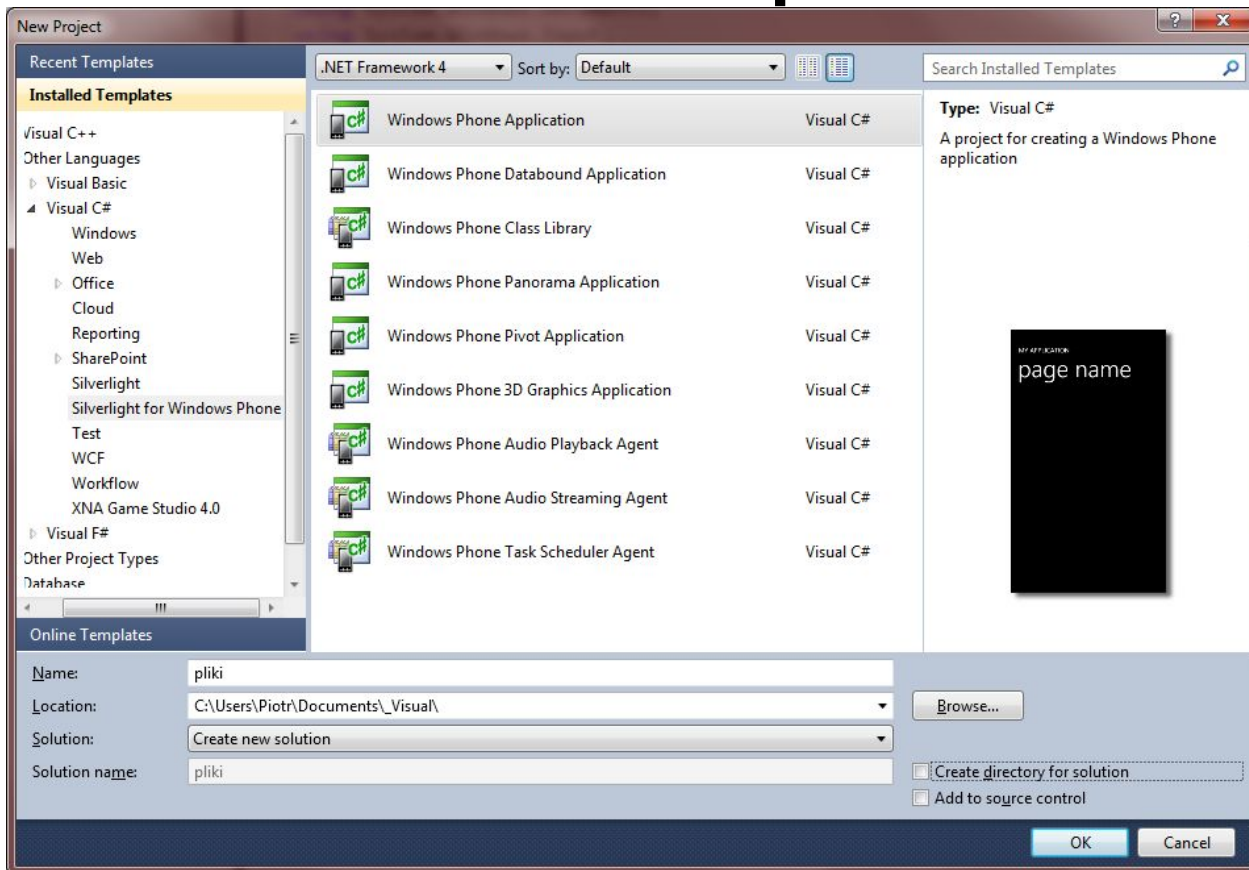 New Project
Recent Templates
Installed Templates
Visual C++
Other Languages
Visual Basic
Visual C#
Windows
Web
Office
Cloud
Reporting
SharePoint
Silverlight
Silverlight for Windows Phone
Test
WCF
Workflow
XNA Game Studio 4.0
Visual F#
Other Project Types
Database
Online Templates
.NET Framework 4
Sort by: Default
Search Installed Templates
Windows Phone Application Visual C#
Windows Phone Databound Application Visual C#
Windows Phone Class Library Visual C#
Windows Phone Panorama Application Visual C#
Windows Phone Pivot Application Visual C#
Windows Phone 3D Graphics Application Visual C#
Windows Phone Audio Playback Agent Visual C#
Windows Phone Audio Streaming Agent Visual C#
Windows Phone Task Scheduler Agent Visual C#
Type: Visual C#
A project for creating a Windows Phone
application
MY APPLICATION
page name
Name: pliki
Location: C:\Users\Piotr\Documents\_Visual\
Browse...
Solution: Create new solution
Solution name: pliki
Create directory for solution
Add to source control
OK Cancel